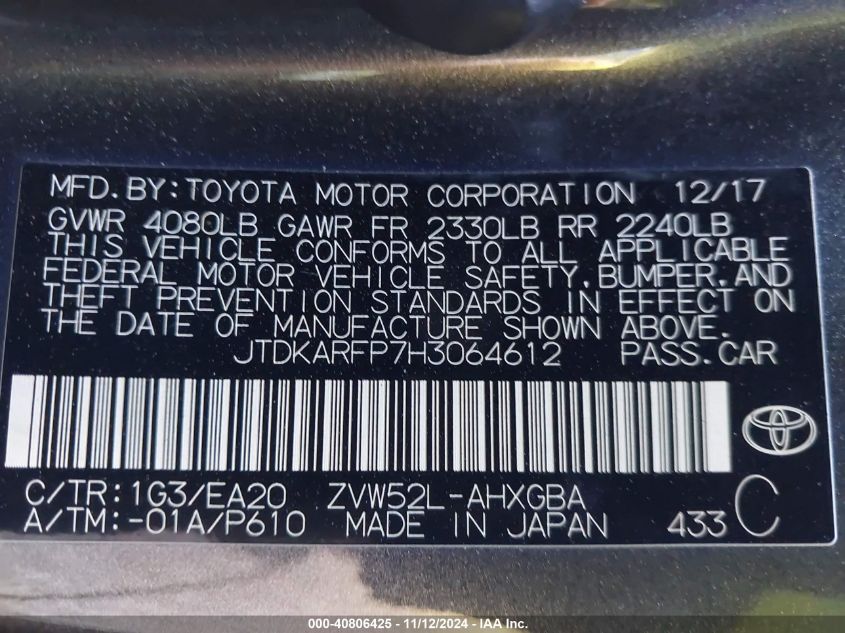 MFD.BY:TOYOTA MOTOR CORPORATION 12/17
GVWR 4080LB GAWR FR 2330LB RR 2240LB
THIS VEHICLE CONFORMS TO ALL APPLICABLE
FEDERAL MOTOR VEHICLE SAFETY,BUMPER,AND
THEFT PREVENTION STANDARDS IN EFFECT ON
THE DATE OF MANUFACTURE SHOWN ABOVE.
JTDKARFP7H3064612 PASS.CAR
C/TR:1G3/EA20 ZVW52L-AHXGBA C
A/TM:-01A/P610 MADE IN JAPAN 433
000-40806425 - 11/12/2024 - IAA Inc.